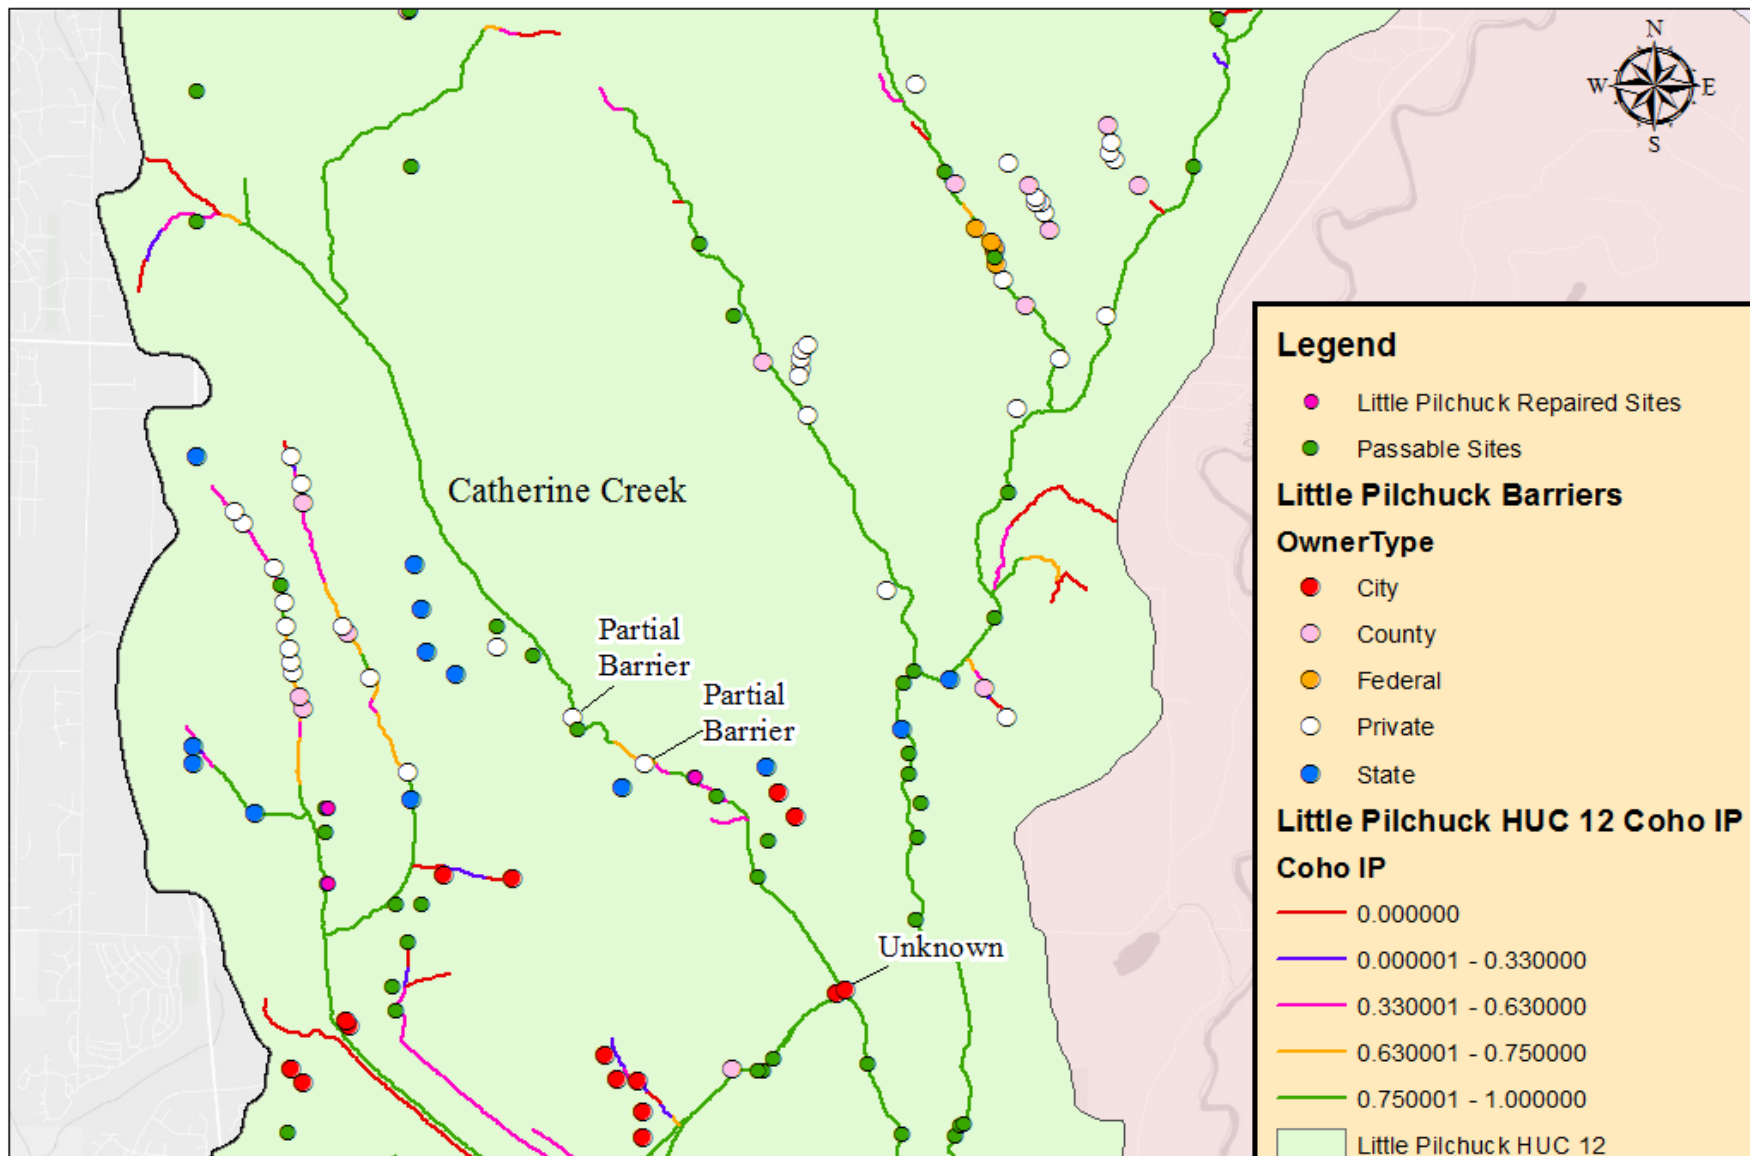 N
W
E
S
Catherine Creek
Partial
Barrier
Partial
Barrier
Unknown
Legend
Little Pilchuck Repaired Sites
Passable Sites
Little Pilchuck Barriers
OwnerType
City
County
Federal
Private
State
Little Pilchuck HUC 12 Coho IP
Coho IP
0.000000
0.000001 - 0.330000
0.330001 - 0.630000
0.630001 - 0.750000
0.750001 - 1.000000
Little Pilchuck HUC 12